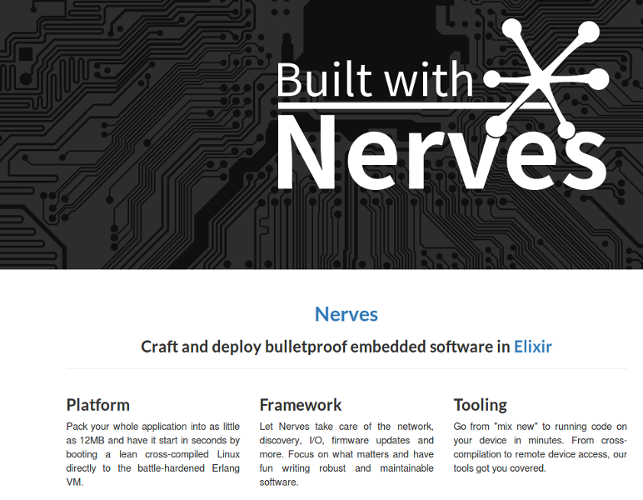 Built with
Nerves
Nerves
Craft and deploy bulletproof embedded software in Elixir
Platform
Pack your whole application into as little
as 12MB and have it start in seconds by
booting a lean cross-compiled Linux
directly to the battle-hardened Erlang
VM.
Framework
Let Nerves take care of the network,
discovery, I/O, firmware updates and
more. Focus on what matters and have
fun writing robust and maintainable
software.
Tooling
Go from "mix new" to running code on
your device in minutes. From cross-
compilation to remote device access, our
tools got you covered.